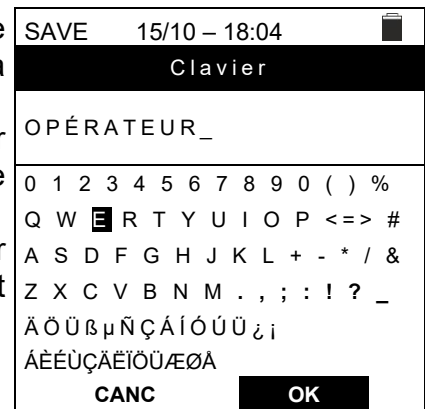 SAVE 15/10 – 18:04
Clavier
OPÉRATEUR_
0 1 2 3 4 5 6 7 8 9 0 ( ) %
Q W E R T Y U I O P < = > #
A S D F G H J K L + - * / &
Z X C V B N M . , ; : ! ? _
Ä Ö Ü ß µ Ñ Ç Á Í Ó Ú Ü ¿ ¡
ÁÈÉÙÇÄËÏÖÜÆØÅ
CANC OK